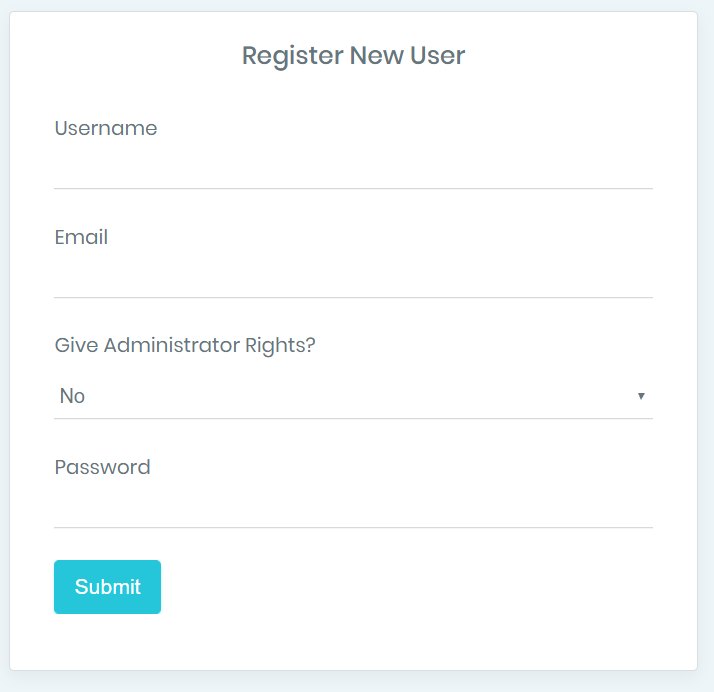 Register New User
Username
Email
Give Administrator Rights?
No
Password
Submit